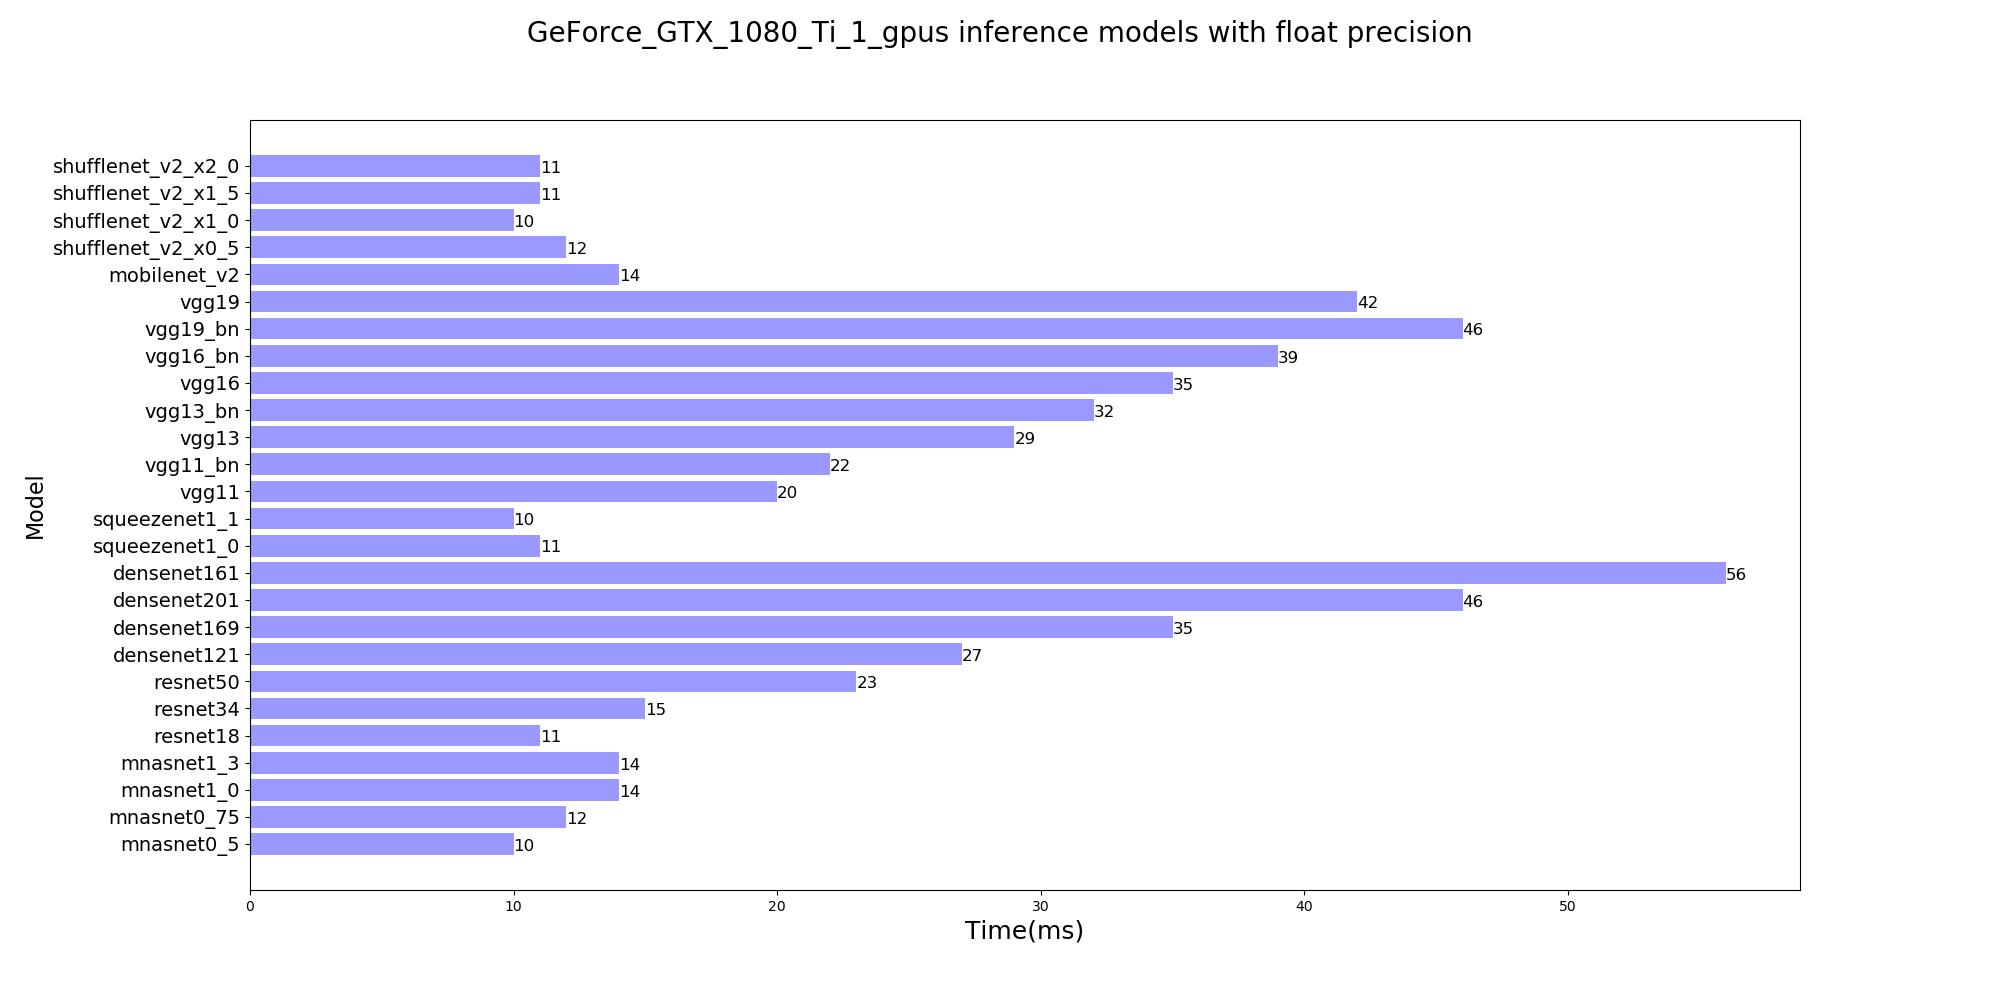 GeForce_GTX_1080_Ti_1_gpus inference models with float precision
shufflenet_v2_x2_0 11
shufflenet_v2_x1_5 11
shufflenet_v2_x1_0 10
shufflenet_v2_x0_5 12
mobilenet_v2 14
vgg19 42
vgg19_bn 46
vgg16_bn 39
vgg16 35
vgg13_bn 32
vgg13 29
vgg11_bn 22
vgg11 20
squeezenet1_1 10
squeezenet1_0 11
densenet161 56
densenet201 46
densenet169 35
densenet121 27
resnet50 23
resnet34 15
resnet18 11
mnasnet1_3 14
mnasnet1_0 14
mnasnet0_75 12
mnasnet0_5 10
Model
0 10 20 30 40 50
Time(ms)